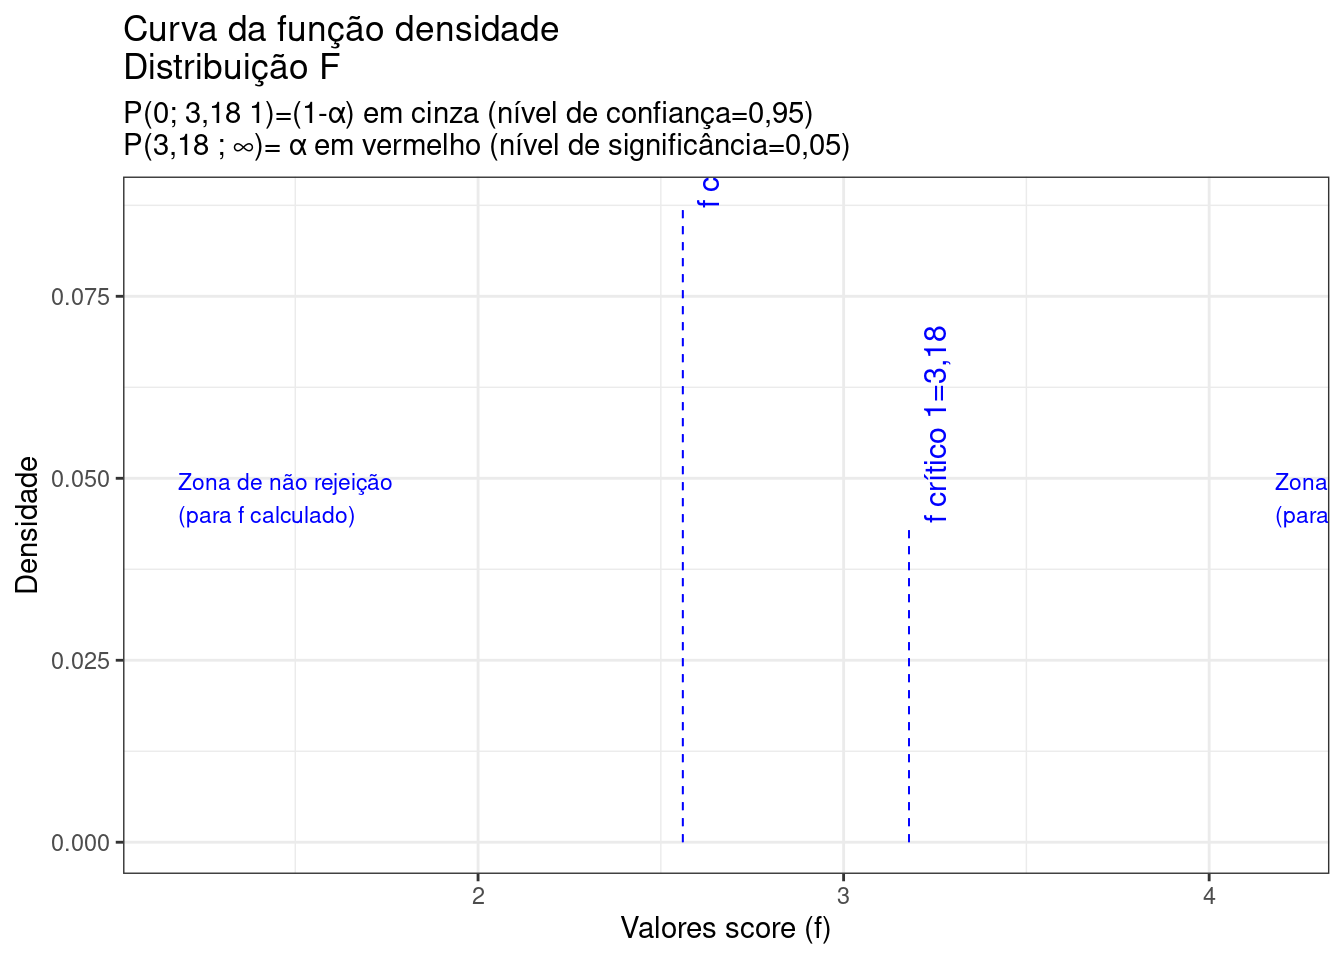 Curva da função densidade
Distribuição F
P(0; 3,18 1)=(1-α) em cinza (nível de confiança=0,95)
P(3,18 ; ∞)= α em vermelho (nível de significância=0,05)
f c
f crítico 1=3,18
0.075
0.050
0.025
0.000
Zona de não rejeição
(para f calculado)
Zona
(para
Densidade
2
3
4
Valores score (f)